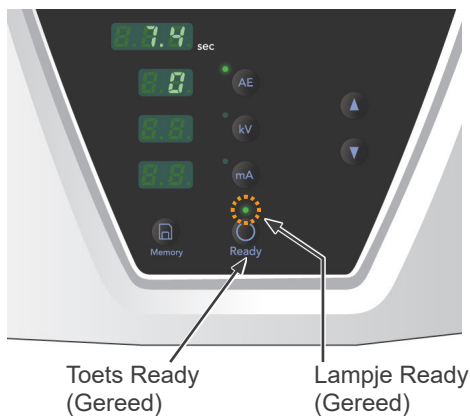 7.4 sec
0 AE
kV
mA
Memory
Ready
Toets Ready
(Gereed)
Lampje Ready
(Gereed)